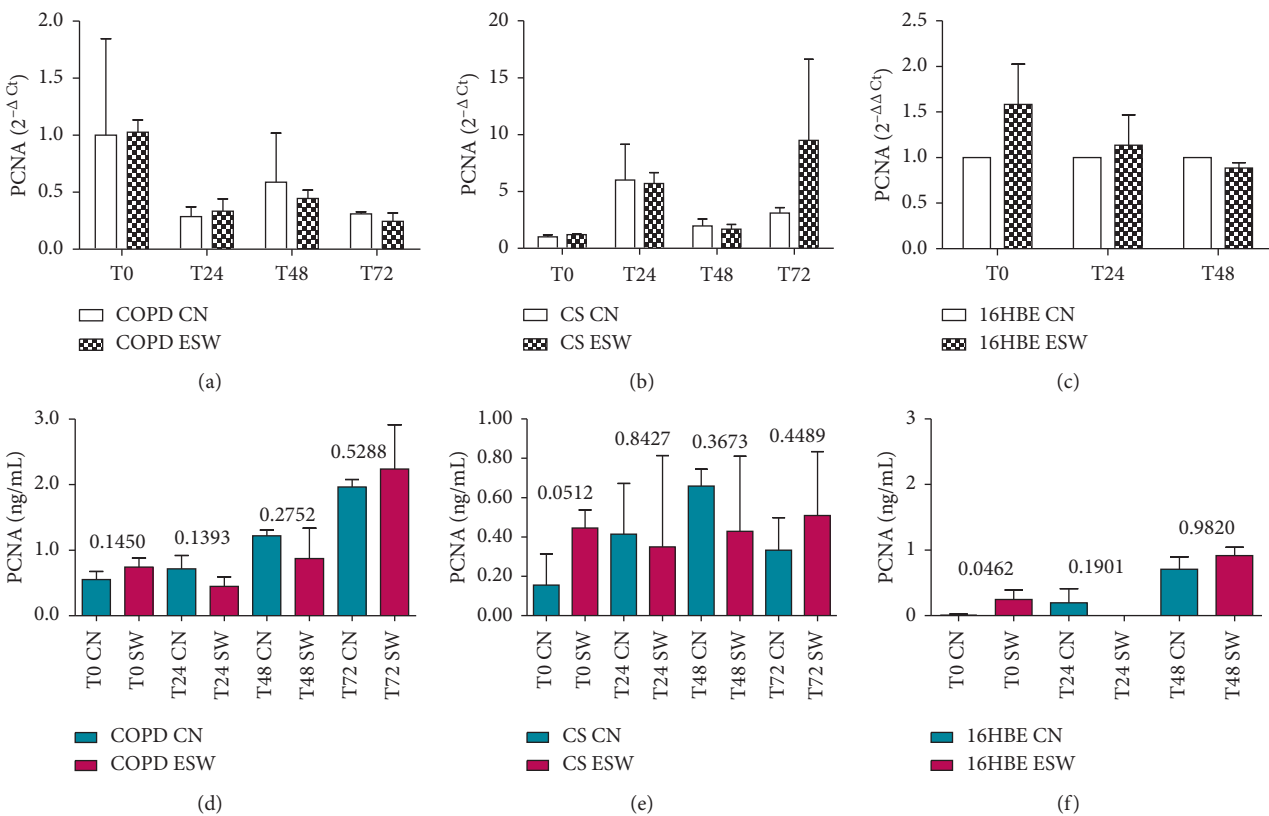 PCNA (2^−Δ Ct)
2.0
1.5
1.0
0.5
0.0
T0 T24 T48 T72
COPD CN
COPD ESW
(a)
PCNA (2^−Δ Ct)
20
15
10
5
0
T0 T24 T48 T72
CS CN
CS ESW
(b)
PCNA (2^−ΔΔ Ct)
2.5
2.0
1.5
1.0
0.5
0.0
T0 T24 T48
16HBE CN
16HBE ESW
(c)
PCNA (ng/mL)
3.0
2.0
1.0
0.0
0.1450 0.1393 0.2752 0.5288
T0 CN
T0 SW
T24 CN
T24 SW
T48 CN
T48 SW
T72 CN
T72 SW
COPD CN
COPD ESW
(d)
PCNA (ng/mL)
1.00
0.80
0.60
0.40
0.20
0.00
0.0512 0.8427 0.3673 0.4489
T0 CN
T0 SW
T24 CN
T24 SW
T48 CN
T48 SW
T72 CN
T72 SW
CS CN
CS ESW
(e)
PCNA (ng/mL)
3
2
1
0
0.0462 0.1901 0.9820
T0 CN
T0 SW
T24 CN
T24 SW
T48 CN
T48 SW
16HBE CN
16HBE ESW
(f)